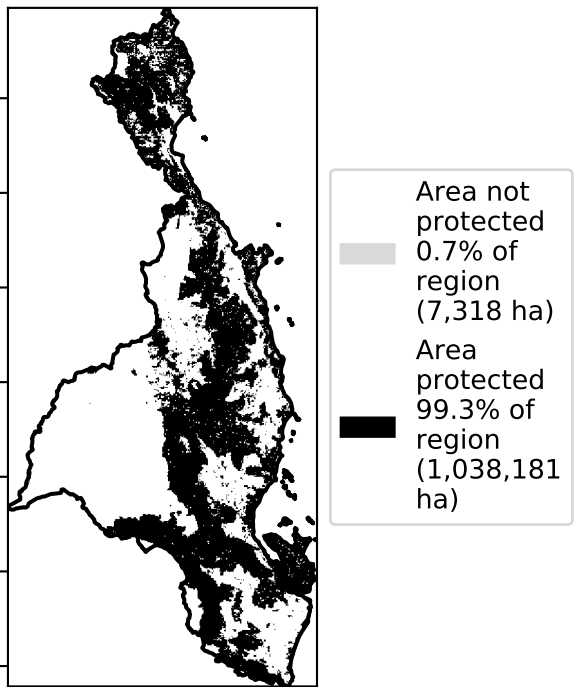 Area not
protected
0.7% of
region
(7,318 ha)
Area
protected
99.3% of
region
(1,038,181
ha)